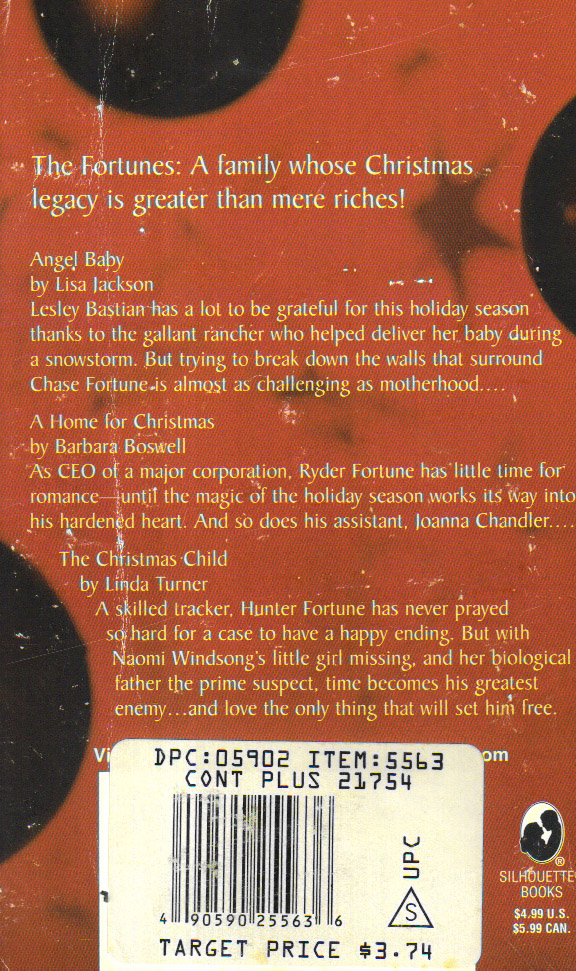 The Fortunes: A family whose Christmas
legacy is greater than mere riches!
Angel Baby
by Lisa Jackson
Lesley Bastian has a lot to be grateful for this holiday season
thanks to the gallant rancher who helped deliver her baby during
a snowstorm. But trying to break down the walls that surround
Chase Fortune is almost as challenging as motherhood....
A Home for Christmas
by Barbara Boswell
As CEO of a major corporation, Ryder Fortune has little time for
romance—until the magic of the holiday season works its way into
his hardened heart. And so does his assistant, Joanna Chandler....
The Christmas Child
by Linda Turner
A skilled tracker, Hunter Fortune has never prayed
so hard for a case to have a happy ending. But with
Naomi Windsong's little girl missing, and her biological
father the prime suspect, time becomes his greatest
enemy...and love the only thing that will set him free.
DPC:05902 ITEM:5563
CONT PLUS 21754
UPC
S
4 90590 25563 6
TARGET PRICE $3.74
SILHOUETTE®
BOOKS
$4.99 U.S.
$5.99 CAN.